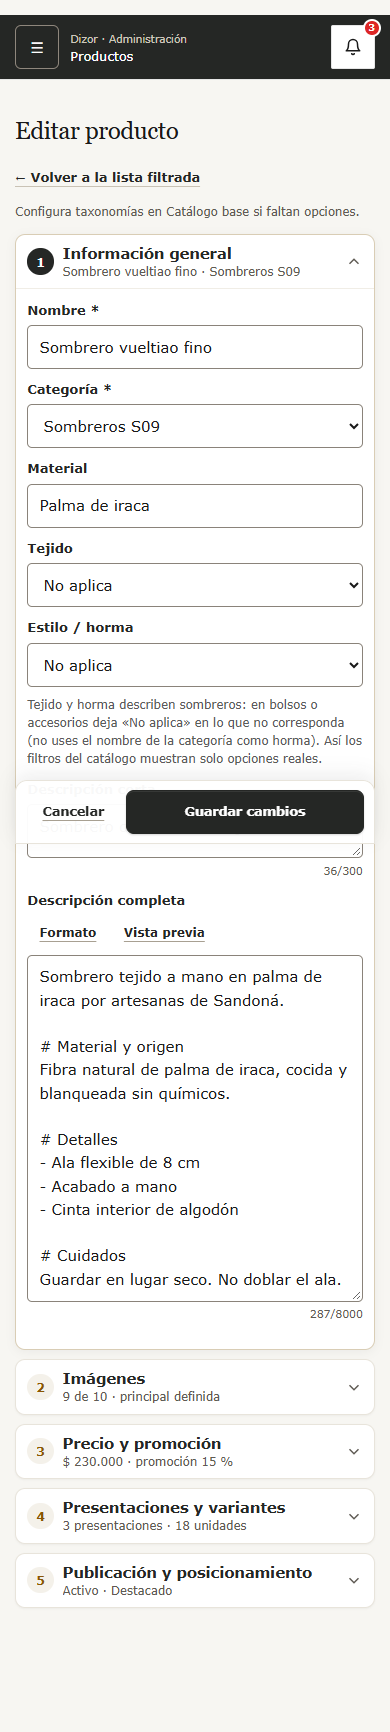 Dizor · Administración
Productos
3
Editar producto
← Volver a la lista filtrada
Configura taxonomías en Catálogo base si faltan opciones.
1
Información general
Sombrero vueltiao fino · Sombreros S09
Nombre *
Sombrero vueltiao fino
Categoría *
Sombreros S09
Material
Palma de iraca
Tejido
No aplica
Estilo / horma
No aplica
Tejido y horma describen sombreros: en bolsos o
accesorios deja «No aplica» en lo que no corresponda
(no uses el nombre de la categoría como horma). Así los
filtros del catálogo muestran solo opciones reales.
Cancelar
Guardar cambios
36/300
Descripción completa
Formato
Vista previa
Sombrero tejido a mano en palma de
iraca por artesanas de Sandoná.
# Material y origen
Fibra natural de palma de iraca, cocida y
blanqueada sin químicos.
# Detalles
- Ala flexible de 8 cm
- Acabado a mano
- Cinta interior de algodón
# Cuidados
Guardar en lugar seco. No doblar el ala.
287/8000
2
Imágenes
9 de 10 · principal definida
3
Precio y promoción
$ 230.000 · promoción 15 %
4
Presentaciones y variantes
3 presentaciones · 18 unidades
5
Publicación y posicionamiento
Activo · Destacado